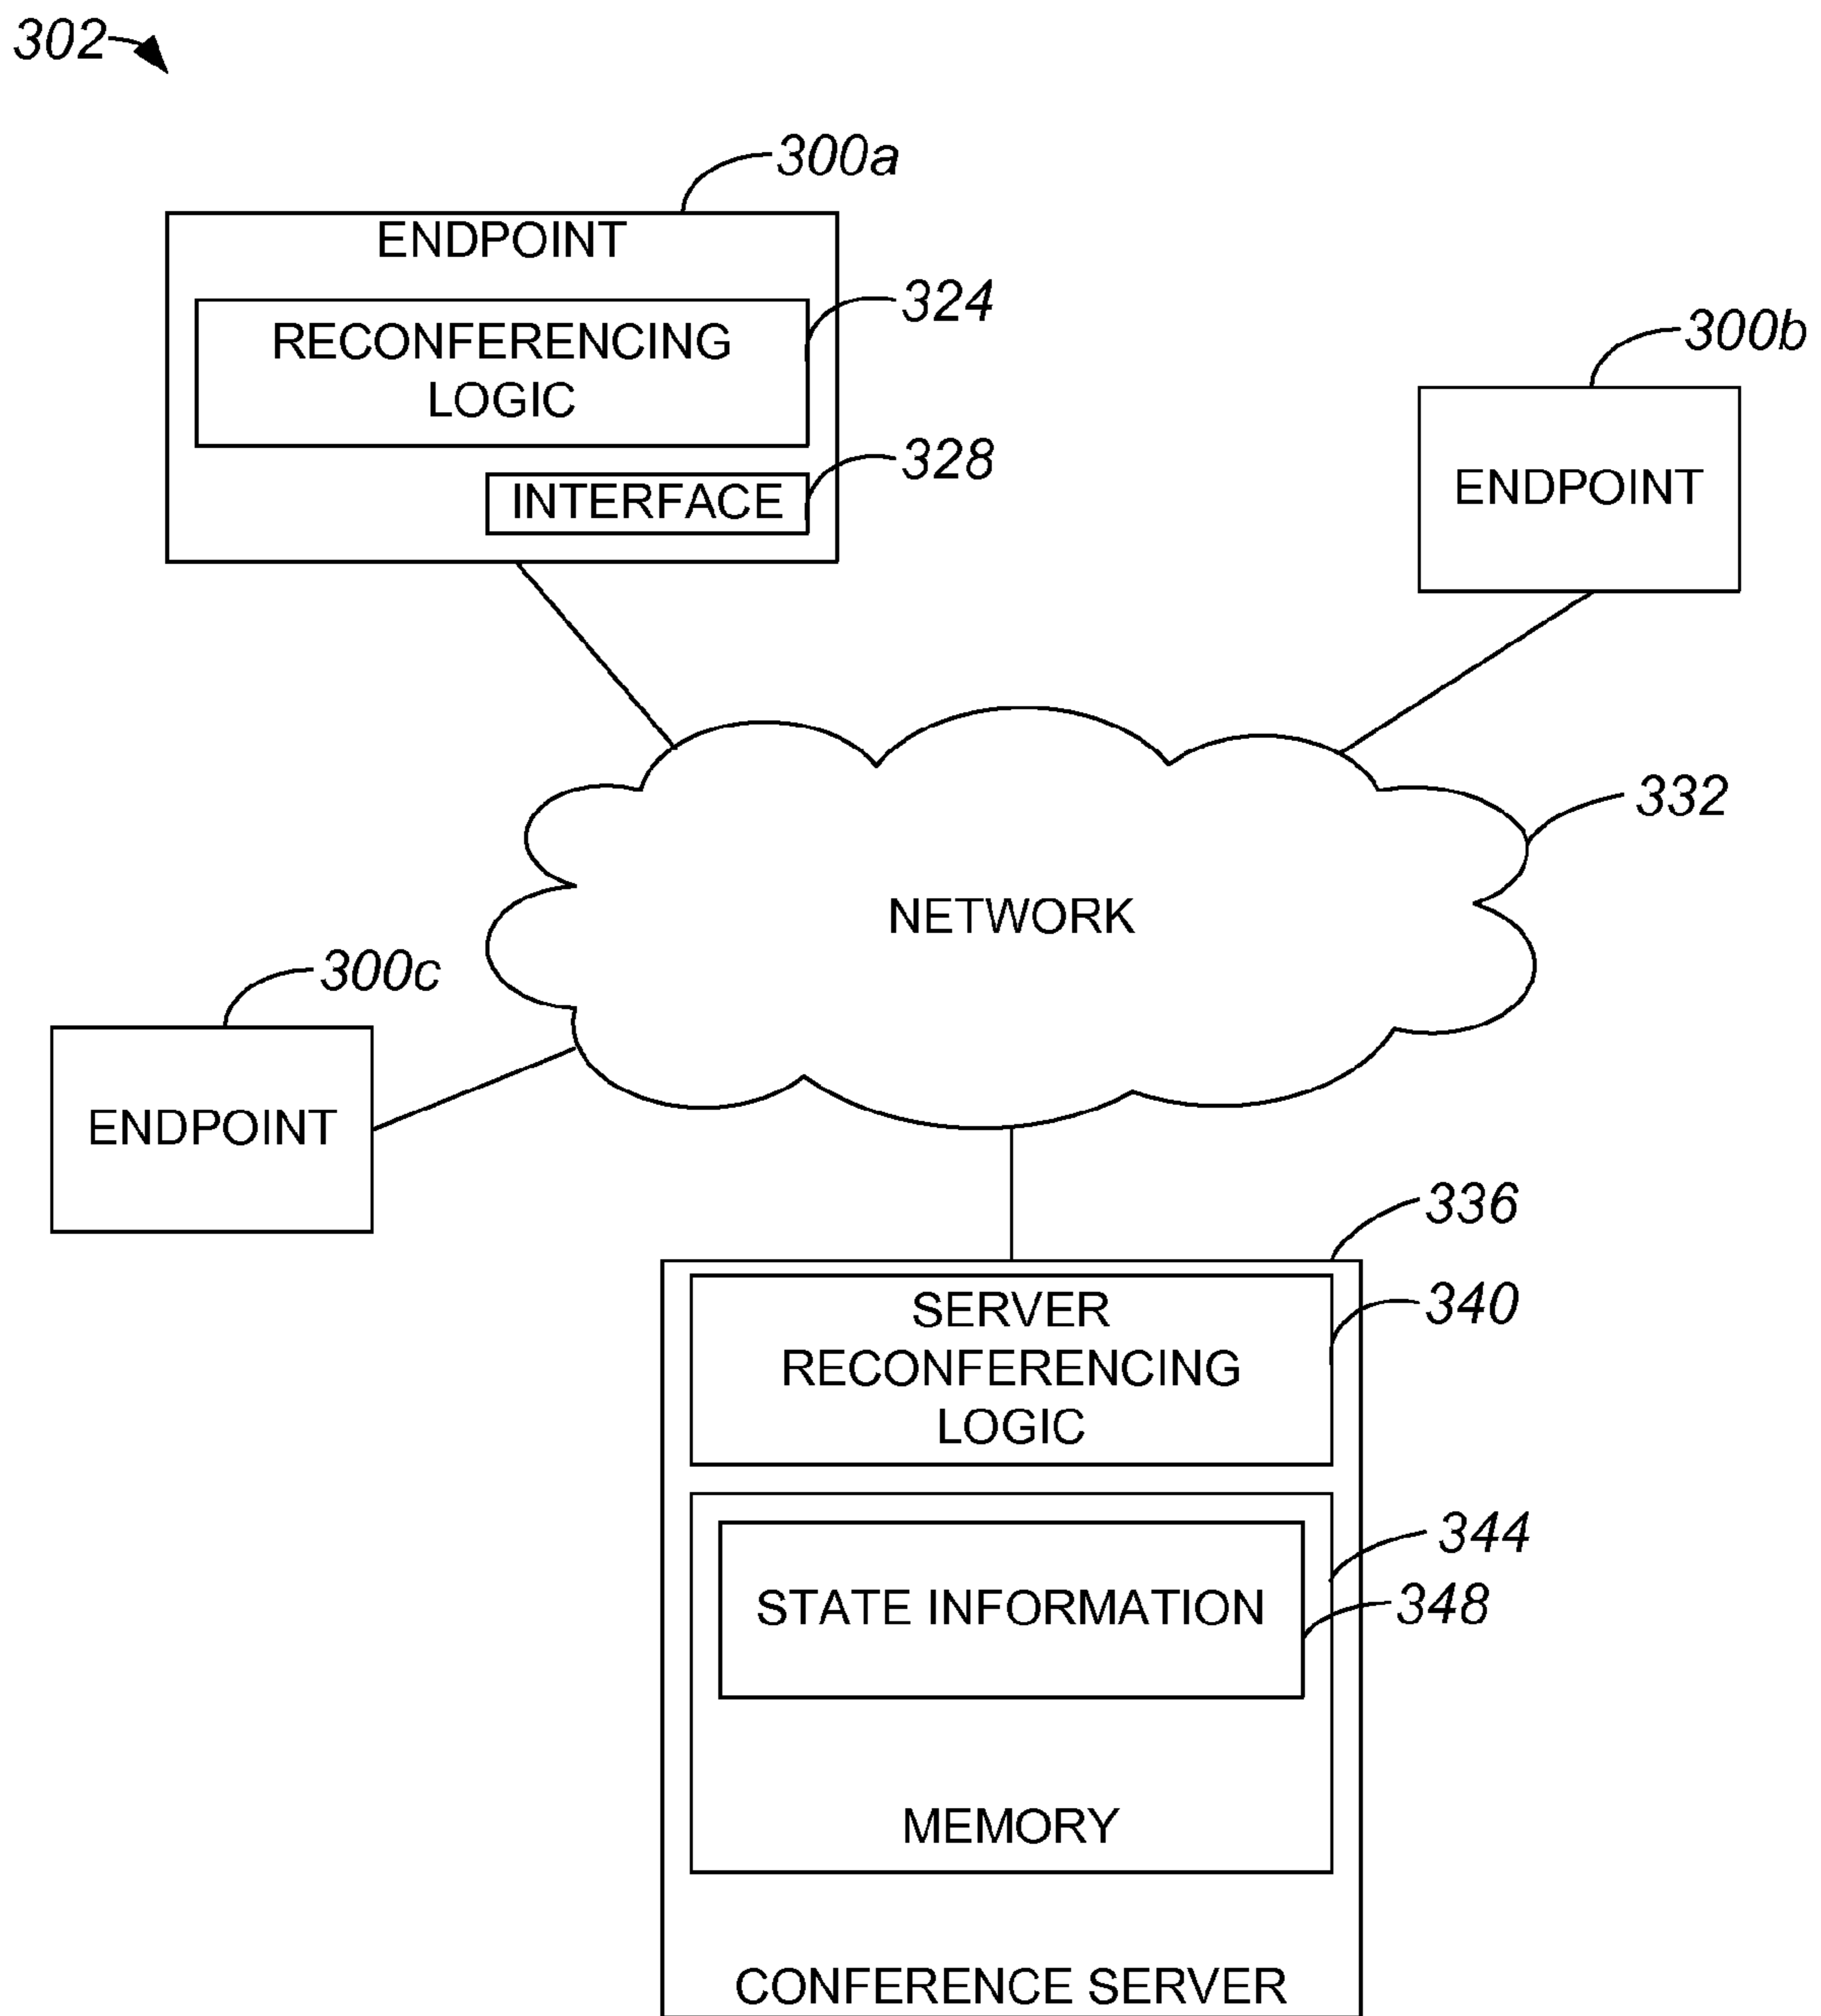 302
300a
ENDPOINT
324
RECONFERENCING
LOGIC
300b
328
INTERFACE
ENDPOINT
332
NETWORK
300c
ENDPOINT
336
SERVER
340
RECONFERENCING
LOGIC
344
STATE INFORMATION
348
MEMORY
CONFERENCE SERVER